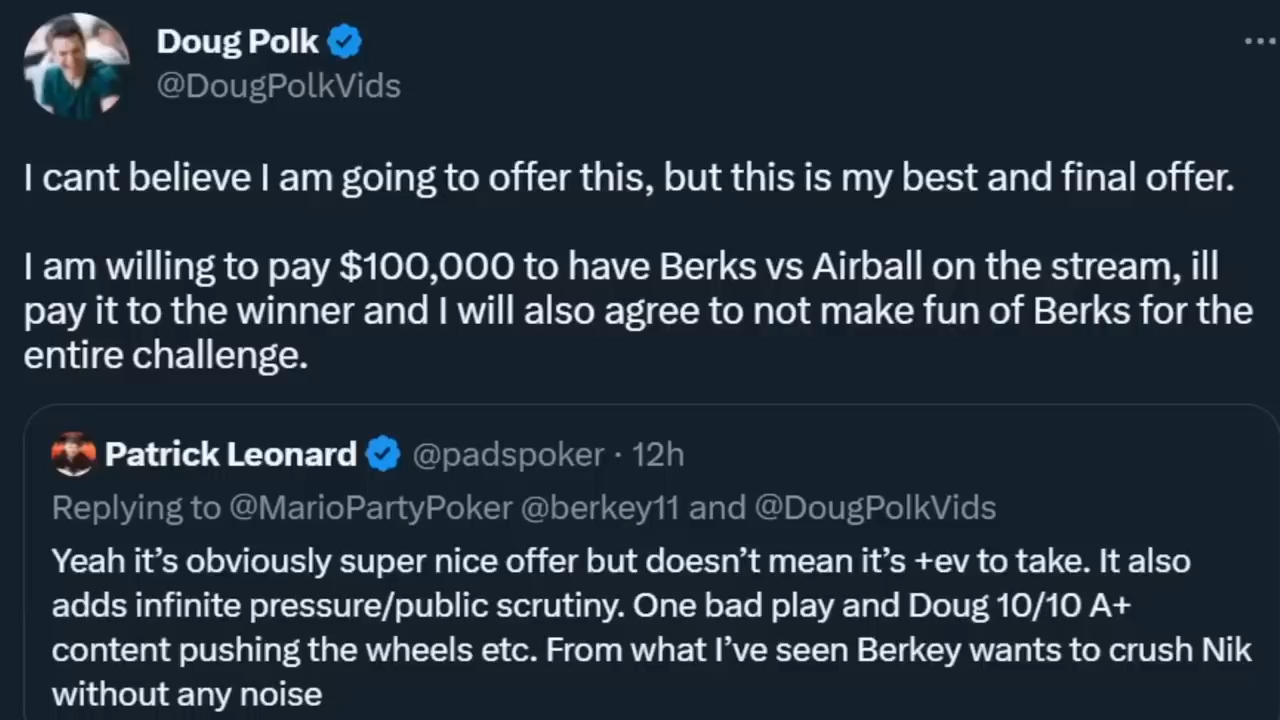 Doug Polk
@DougPolkVids
I cant believe I am going to offer this, but this is my best and final offer.
I am willing to pay $100,000 to have Berks vs Airball on the stream, ill
pay it to the winner and I will also agree to not make fun of Berks for the
entire challenge.
Patrick Leonard @padspoker · 12h
Replying to @MarioPartyPoker @berkey11 and @DougPolkVids
Yeah it’s obviously super nice offer but doesn’t mean it’s +ev to take. It also
adds infinite pressure/public scrutiny. One bad play and Doug 10/10 A+
content pushing the wheels etc. From what I’ve seen Berkey wants to crush Nik
without any noise